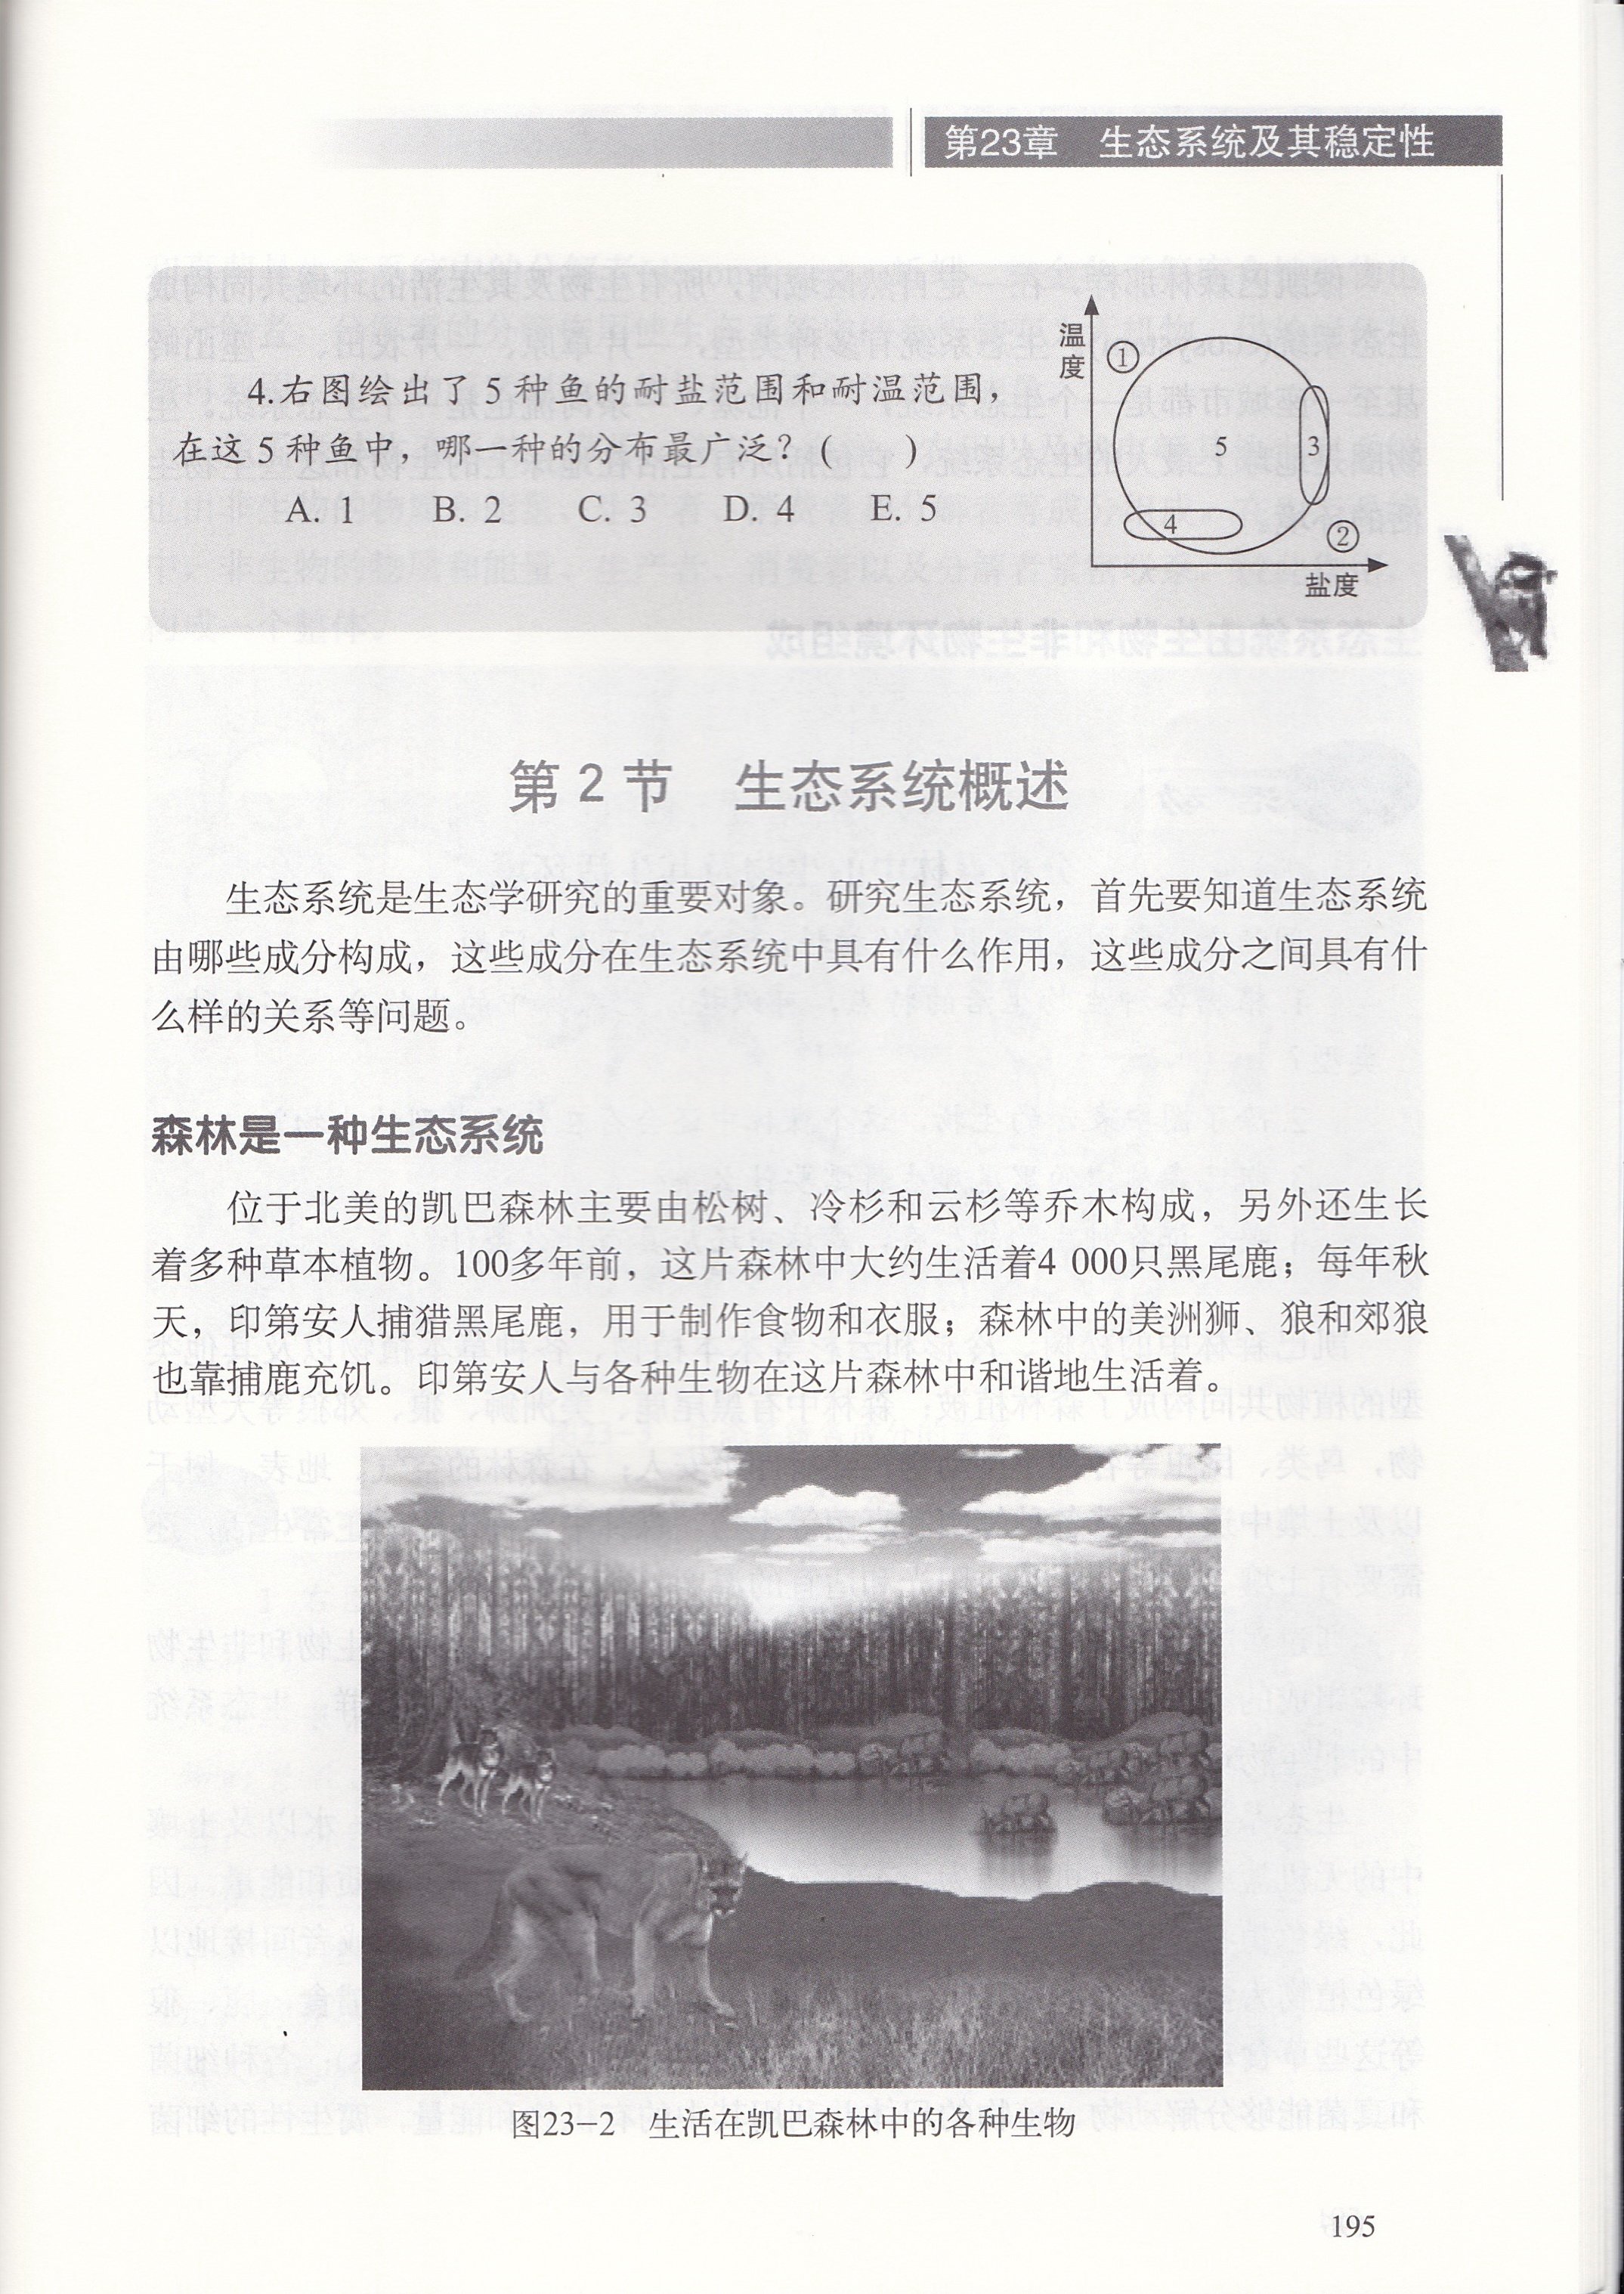 第23章 生态系统及其稳定性
4.右图绘出了5种鱼的耐盐范围和耐温范围，
在这5种鱼中，哪一种的分布最广泛？(  )
A. 1  B. 2  C. 3  D. 4  E. 5
温度
①
5
3
4
②
盐度
第2节 生态系统概述
生态系统是生态学研究的重要对象。研究生态系统，首先要知道生态系统
由哪些成分构成，这些成分在生态系统中具有什么作用，这些成分之间具有什
么样的关系等问题。
森林是一种生态系统
位于北美的凯巴森林主要由松树、冷杉和云杉等乔木构成，另外还生长
着多种草本植物。100多年前，这片森林中大约生活着4 000只黑尾鹿；每年秋
天，印第安人捕猎黑尾鹿，用于制作食物和衣服；森林中的美洲狮、狼和郊狼
也靠捕鹿充饥。印第安人与各种生物在这片森林中和谐地生活着。
图23-2 生活在凯巴森林中的各种生物
195